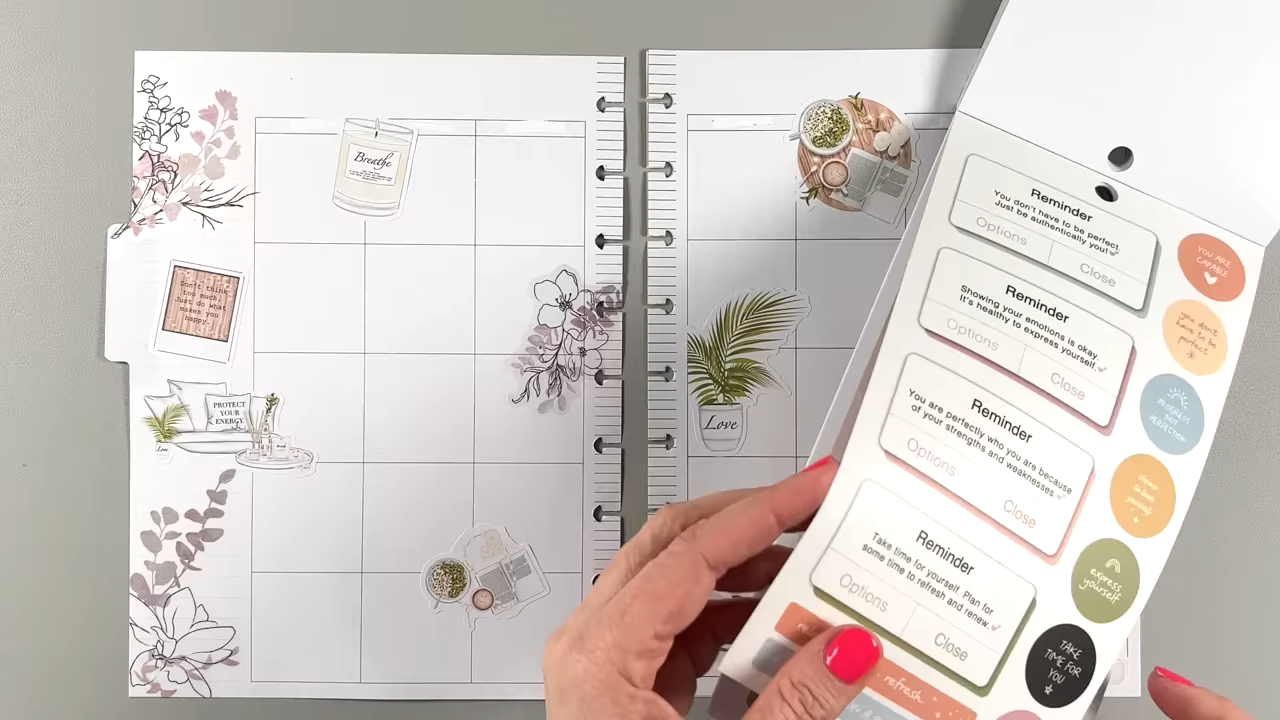 Breathe
Don't think
too much.
Just do what
makes you
happy.
PROTECT
YOUR
ENERGY.
Love
Love
Reminder
You don't have to be perfect.
Just be authentically you!
Options
Close
Reminder
Showing your emotions is okay.
It's healthy to express yourself.
Options
Close
Reminder
You are perfectly who you are because
of your strengths and weaknesses.
Options
Close
Reminder
Take time for yourself. Plan for
some time to refresh and renew.
Options
Close
YOU ARE
CAPABLE
you don't
have to be
perfect
PROGRESS
NOT
PERFECTION
express
yourself
TAKE
TIME FOR
YOU
refresh